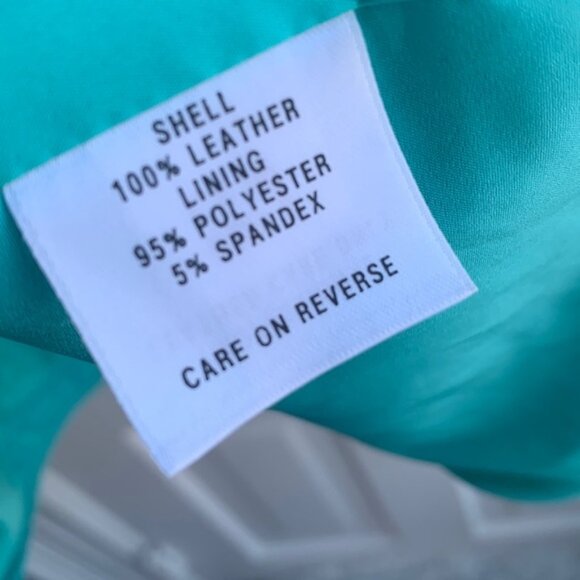 SHELL
100% LEATHER
LINING
95% POLYESTER
5% SPANDEX
CARE ON REVERSE